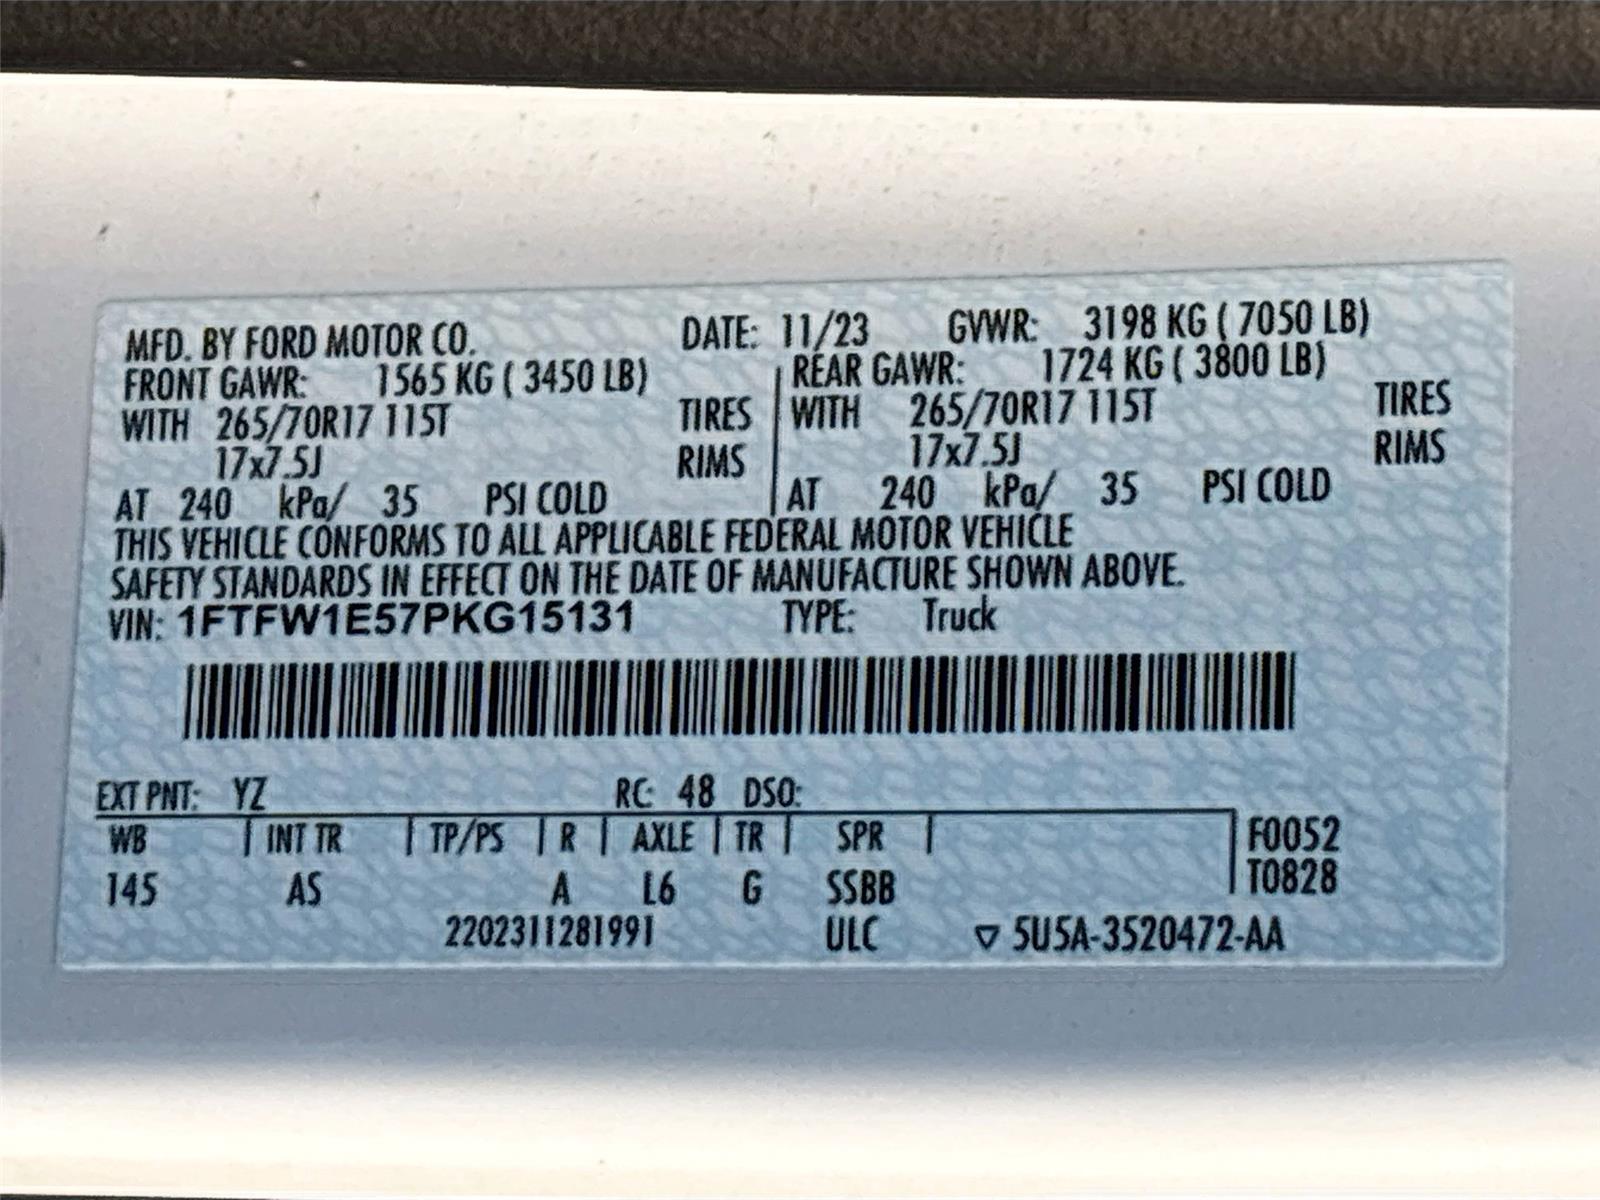 MFD. BY FORD MOTOR CO. DATE: 11/23 GVWR: 3198 KG ( 7050 LB)
FRONT GAWR: 1565 KG ( 3450 LB) REAR GAWR: 1724 KG ( 3800 LB)
WITH 265/70R17 115T TIRES WITH 265/70R17 115T TIRES
17x7.5J RIMS 17x7.5J RIMS
AT 240 kPa/ 35 PSI COLD AT 240 kPa/ 35 PSI COLD
THIS VEHICLE CONFORMS TO ALL APPLICABLE FEDERAL MOTOR VEHICLE
SAFETY STANDARDS IN EFFECT ON THE DATE OF MANUFACTURE SHOWN ABOVE.
VIN: 1FTFW1E57PKG15131 TYPE: Truck
EXT PNT: YZ RC: 48 DSO:
WB | INT TR | TP/PS | R | AXLE | TR | SPR | F0052
145 AS A L6 G SSBB T0828
2202311281991 ULC ▽ 5U5A-3520472-AA